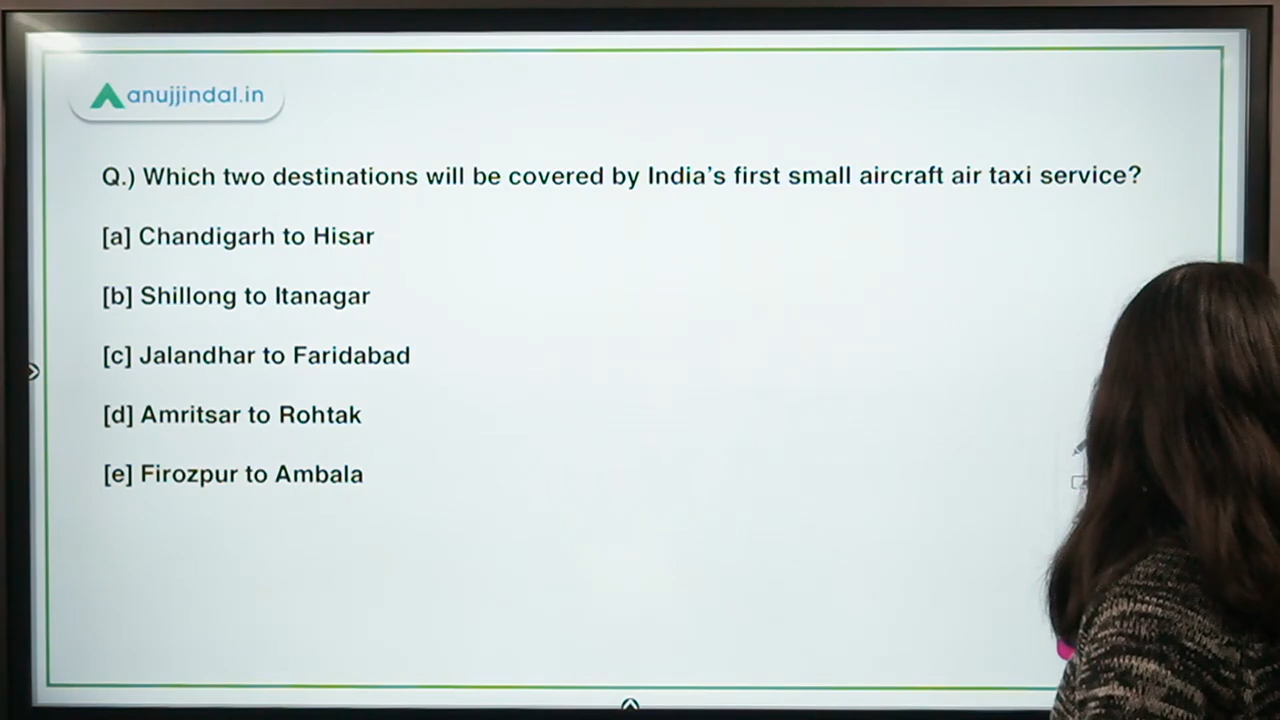 anujjindal.in
Q.) Which two destinations will be covered by India’s first small aircraft air taxi service?
[a] Chandigarh to Hisar
[b] Shillong to Itanagar
[c] Jalandhar to Faridabad
[d] Amritsar to Rohtak
[e] Firozpur to Ambala